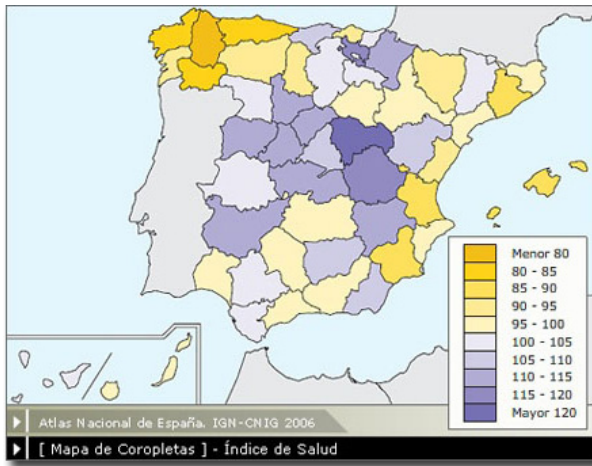 Menor 80
80 - 85
85 - 90
90 - 95
95 - 100
100 - 105
105 - 110
110 - 115
115 - 120
Mayor 120
Atlas Nacional de España. IGN-CNIG 2006
[ Mapa de Coropletas ] - Índice de Salud